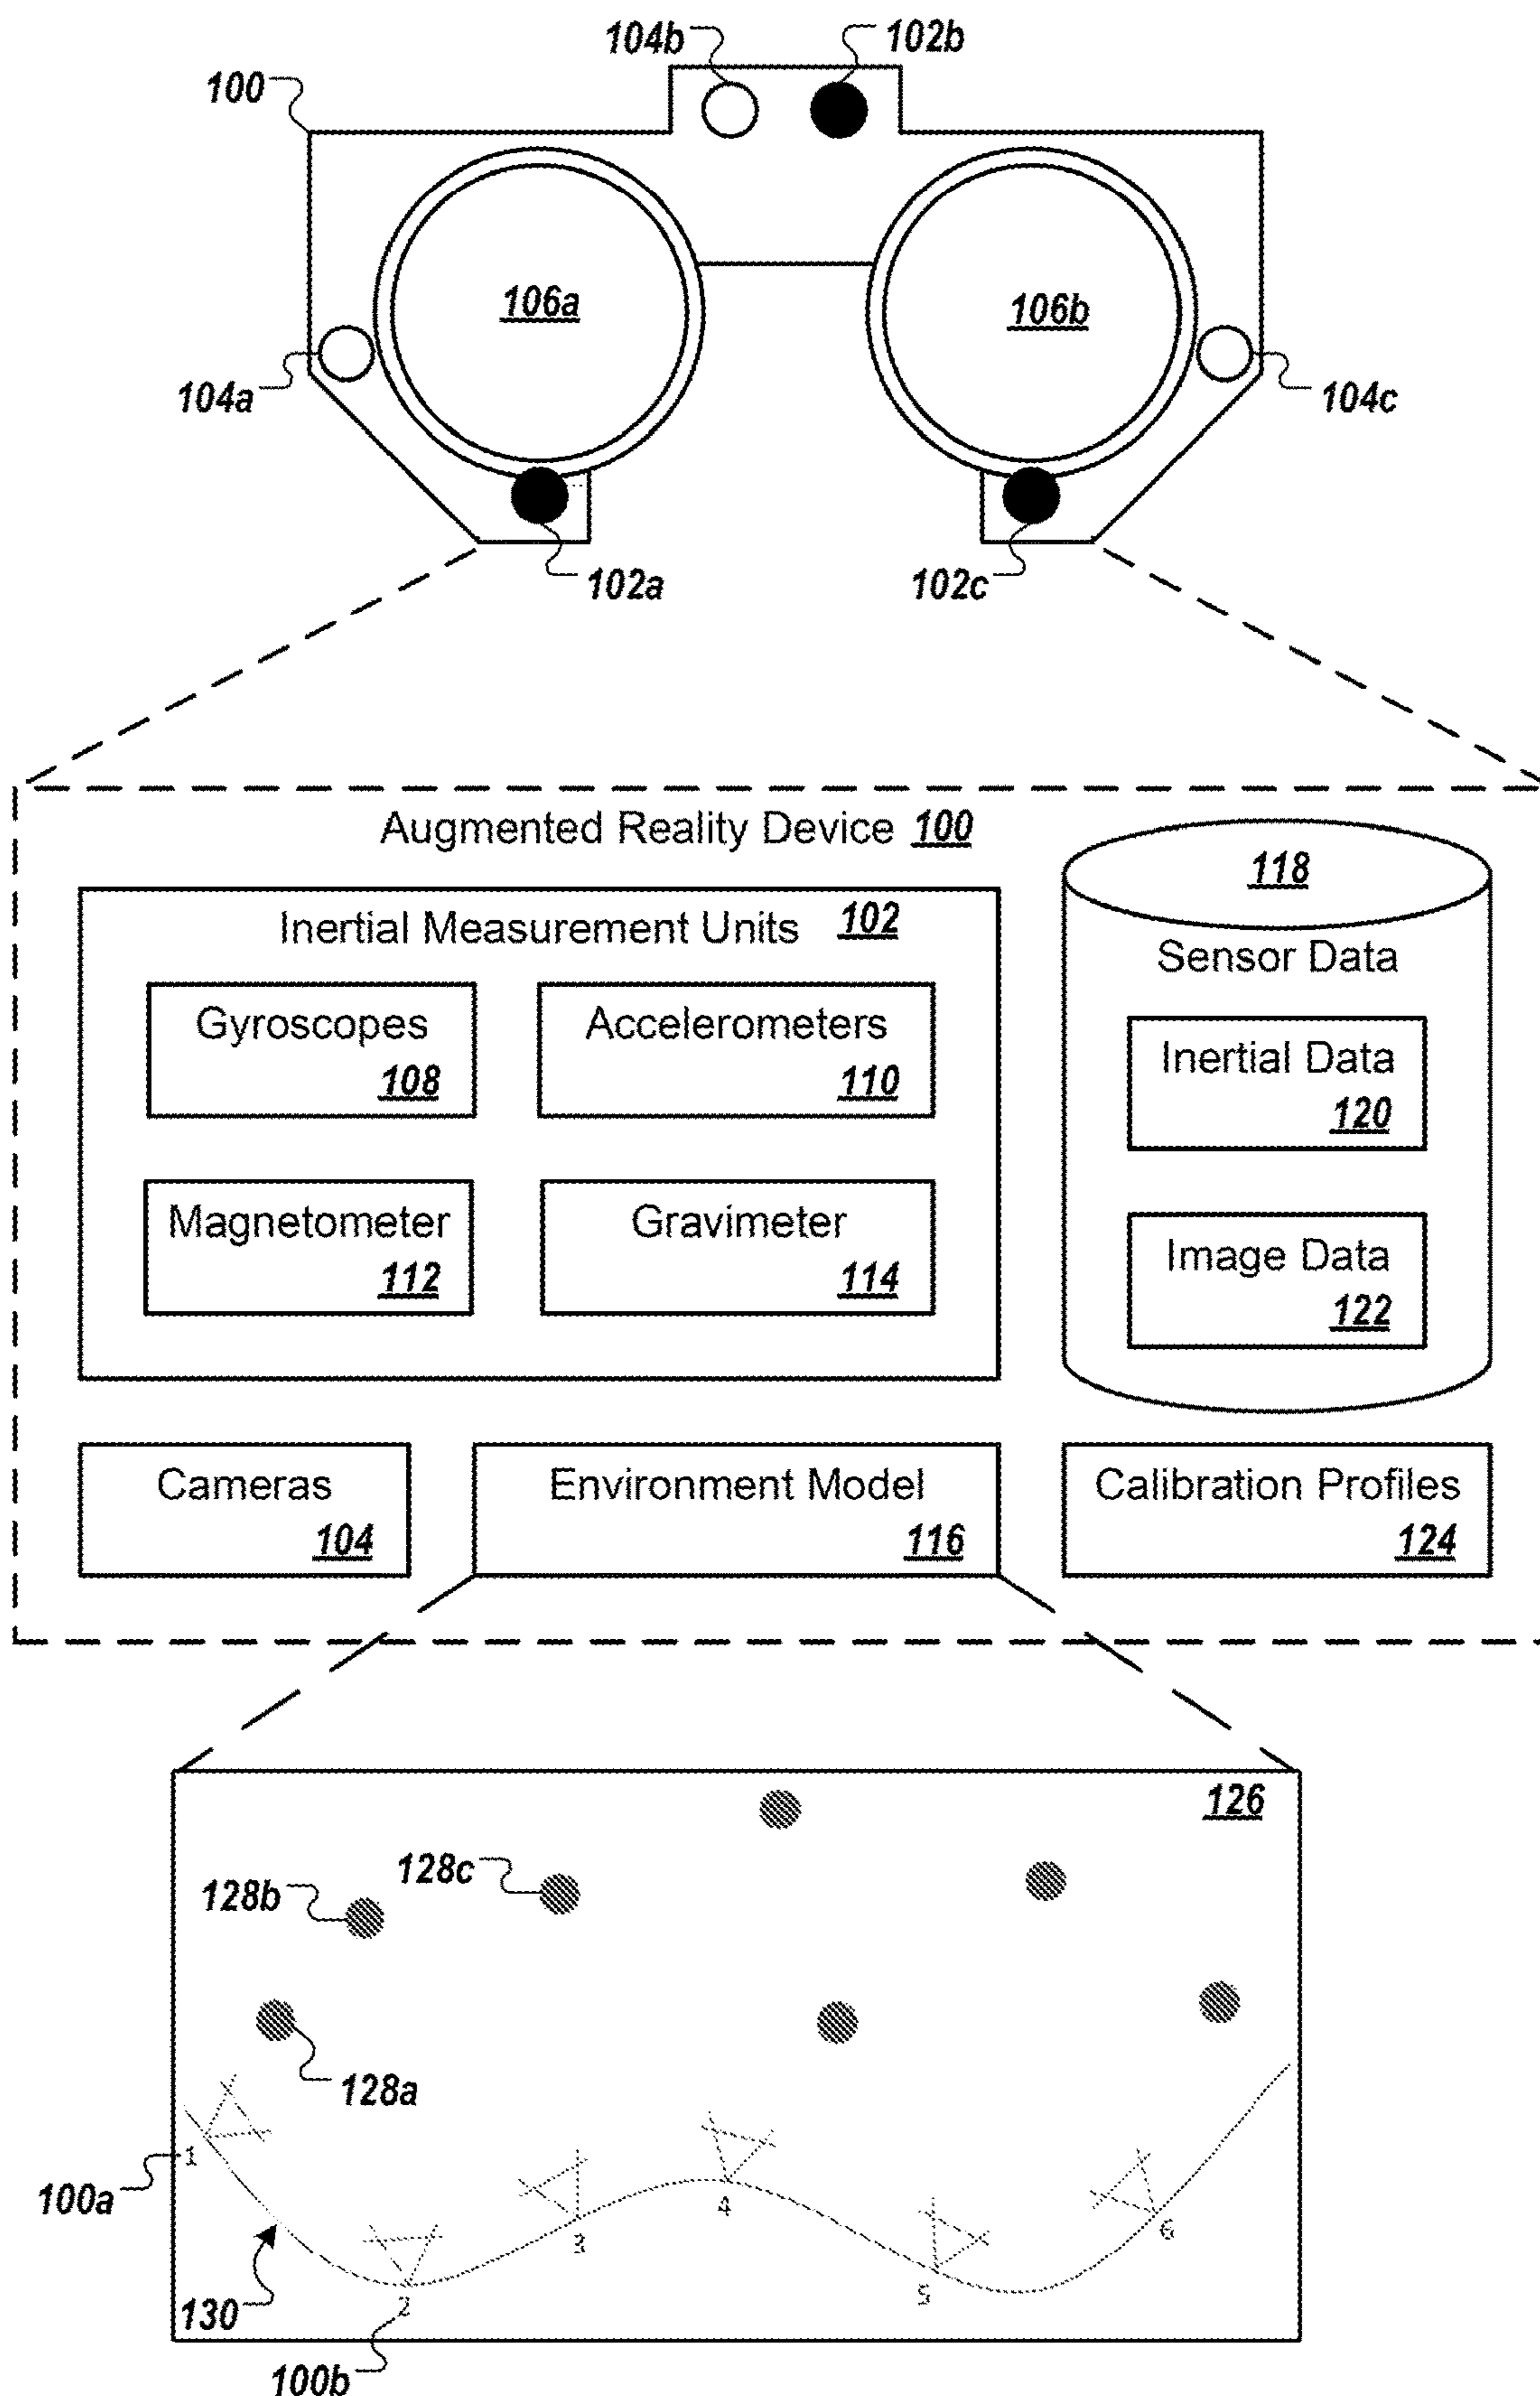 104b 102b
100
106a 106b
104a 104c
102a 102c
Augmented Reality Device 100
118
Inertial Measurement Units 102
Sensor Data
Gyroscopes
108
Accelerometers
110
Inertial Data
120
Magnetometer
112
Gravimeter
114
Image Data
122
Cameras
104
Environment Model
116
Calibration Profiles
124
126
128c
128b
128a
1
100a
4
3
6
5
2
130
100b